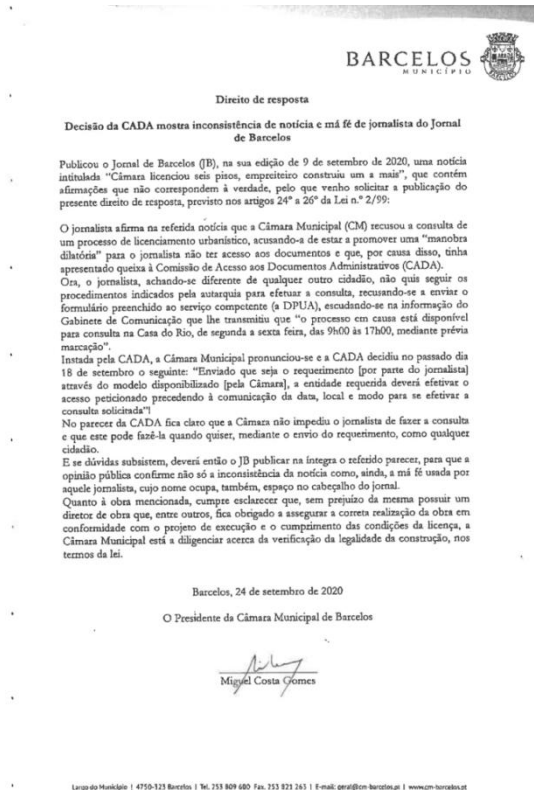 BARCELOS
MUNICÍPIO
Direito de resposta
Decisão da CADA mostra inconsistência de notícia e má fé de jornalista do Jornal
de Barcelos
Publicou o Jornal de Barcelos (JB), na sua edição de 9 de setembro de 2020, uma notícia
intitulada “Câmara licenciou seis pisos, empreiteiro construiu um a mais”, que contém
afirmações que não correspondem à verdade, pelo que venho solicitar a publicação do
presente direito de resposta, previsto nos artigos 24º a 26º da Lei n.º 2/99:
O jornalista afirma na referida notícia que a Câmara Municipal (CM) recusou a consulta de
um processo de licenciamento urbanístico, acusando-a de estar a promover uma “manobra
dilatória” para o jornalista não ter acesso aos documentos e que, por causa disso, tinha
apresentado queixa à Comissão de Acesso aos Documentos Administrativos (CADA).
Ora, o jornalista, achando-se diferente de qualquer outro cidadão, não quis seguir os
procedimentos indicados pela autarquia para efetuar a consulta, recusando-se a enviar o
formulário preenchido ao serviço competente (a DPUA), escudando-se na informação do
Gabinete de Comunicação que lhe transmitiu que “o processo em causa está disponível
para consulta na Casa do Rio, de segunda a sexta feira, das 9h00 às 17h00, mediante prévia
marcação”.
Instada pela CADA, a Câmara Municipal pronunciou-se e a CADA decidiu no passado dia
18 de setembro o seguinte: “Enviado que seja o requerimento [por parte do jornalista]
através do modelo disponibilizado [pela Câmara], a entidade requerida deverá efetivar o
acesso peticionado precedendo à comunicação da data, local e modo para se efetivar a
consulta solicitada”!
No parecer da CADA fica claro que a Câmara não impediu o jornalista de fazer a consulta
e que este pode fazê-la quando quiser, mediante o envio do requerimento, como qualquer
cidadão.
E se dúvidas subsistem, deverá então o JB publicar na íntegra o referido parecer, para que a
opinião pública confirme não só a inconsistência da notícia como, ainda, a má fé usada por
aquele jornalista, cujo nome ocupa, também, espaço no cabeçalho do jornal.
Quanto à obra mencionada, cumpre esclarecer que, sem prejuízo da mesma possuir um
diretor de obra que, entre outros, fica obrigado a assegurar a correta realização da obra em
conformidade com o projeto de execução e o cumprimento das condições da licença, a
Câmara Municipal está a diligenciar acerca da verificação da legalidade da construção, nos
termos da lei.
Barcelos, 24 de setembro de 2020
O Presidente da Câmara Municipal de Barcelos
Miguel Costa Gomes
Largo do Município | 4750-323 Barcelos | Tel. 253 809 600 Fax. 253 821 263 | E-mail: geral@cm-barcelos.pt | www.cm-barcelos.pt